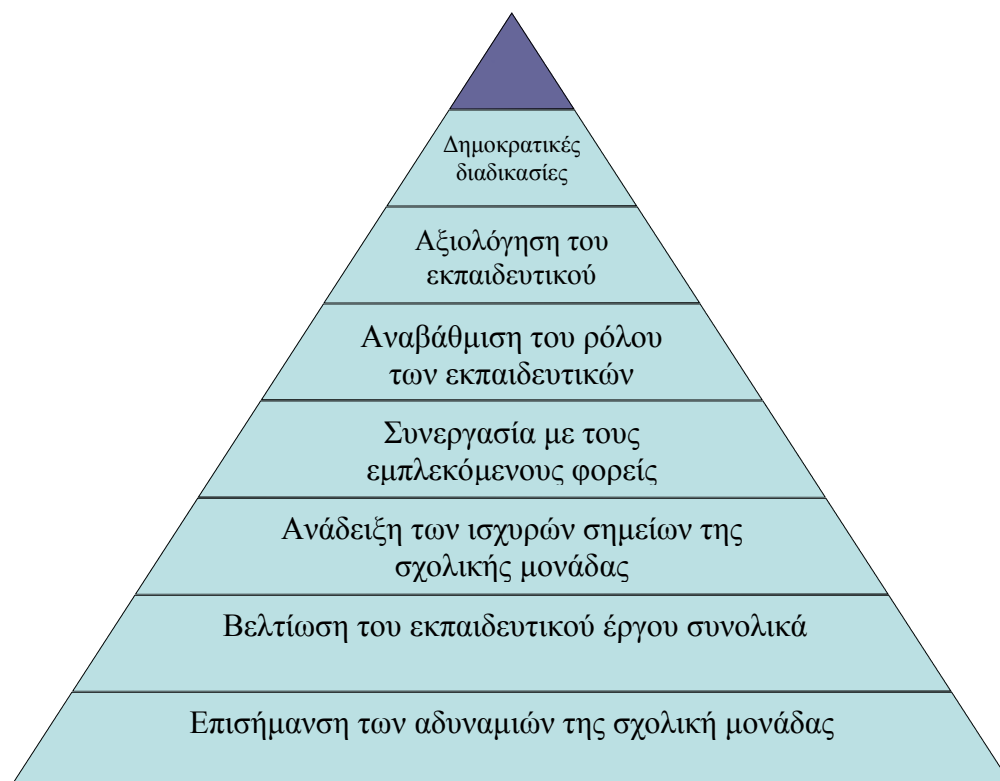 Δημοκρατικές
διαδικασίες
Αξιολόγηση του
εκπαιδευτικού
Αναβάθμιση του ρόλου
των εκπαιδευτικών
Συνεργασία με τους
εμπλεκόμενους φορείς
Ανάδειξη των ισχυρών σημείων της
σχολικής μονάδας
Βελτίωση του εκπαιδευτικού έργου συνολικά
Επισήμανση των αδυναμιών της σχολική μονάδας